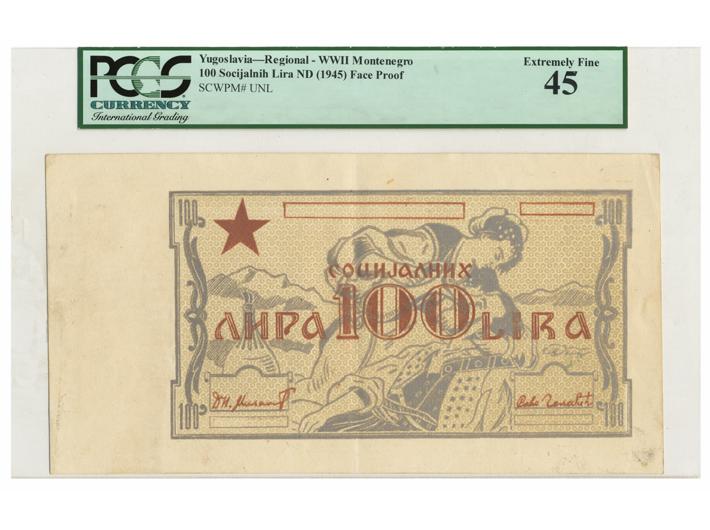 PCGS
CURRENCY
International Grading
Yugoslavia—Regional - WWII Montenegro
100 Socijalnih Lira ND (1945) Face Proof
SCWPM# UNL
Extremely Fine
45
100
100
СОЦИЈАЛНИХ
ЛИРА 100 LIRA
100
100